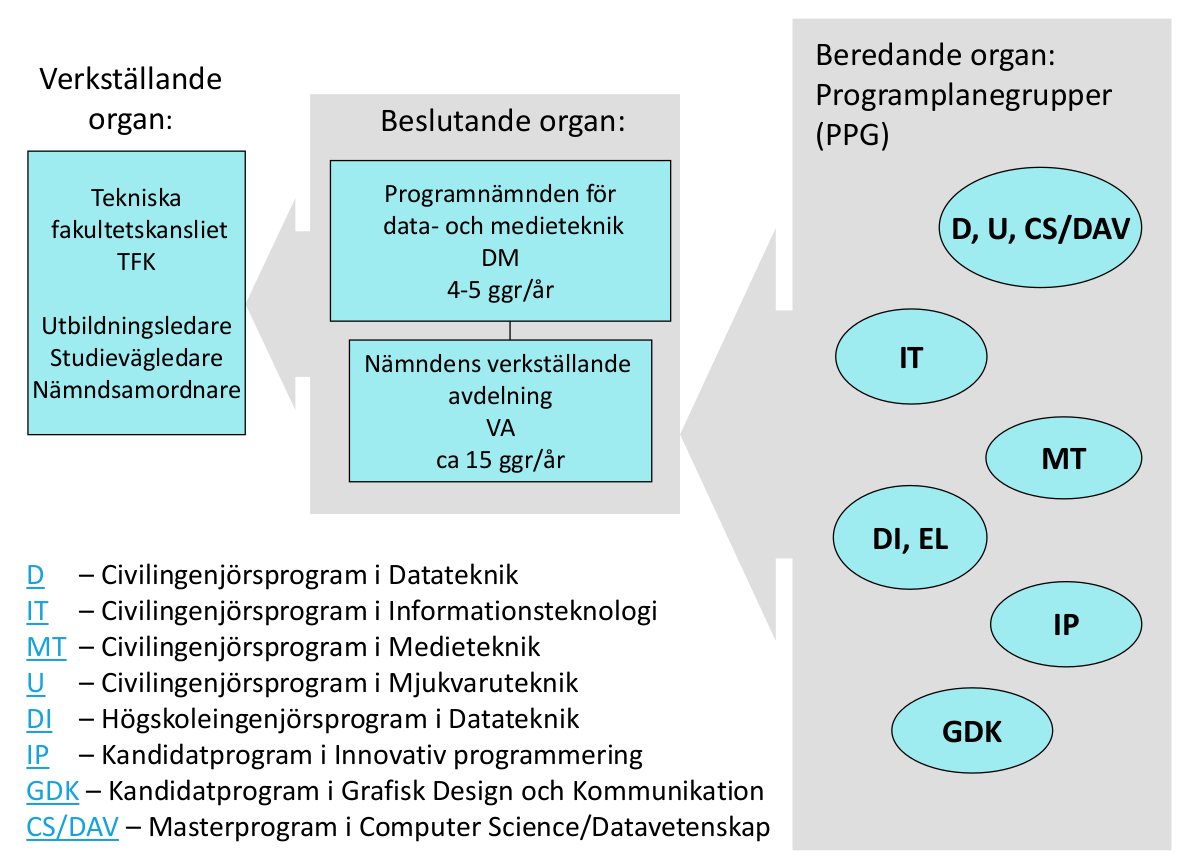 Verkställande
organ:
Tekniska
fakultetskansliet
TFK
Utbildningsledare
Studievägledare
Nämndsamordnare
Beslutande organ:
Programnämnden för
data- och medieteknik
DM
4-5 ggr/år
Nämndens verkställande
avdelning
VA
ca 15 ggr/år
Beredande organ:
Programplanegrupper
(PPG)
D, U, CS/DAV
IT
MT
DI, EL
IP
GDK
D – Civilingenjörsprogram i Datateknik
IT – Civilingenjörsprogram i Informationsteknologi
MT – Civilingenjörsprogram i Medieteknik
U – Civilingenjörsprogram i Mjukvaruteknik
DI – Högskoleingenjörsprogram i Datateknik
IP – Kandidatprogram i Innovativ programmering
GDK – Kandidatprogram i Grafisk Design och Kommunikation
CS/DAV – Masterprogram i Computer Science/Datavetenskap